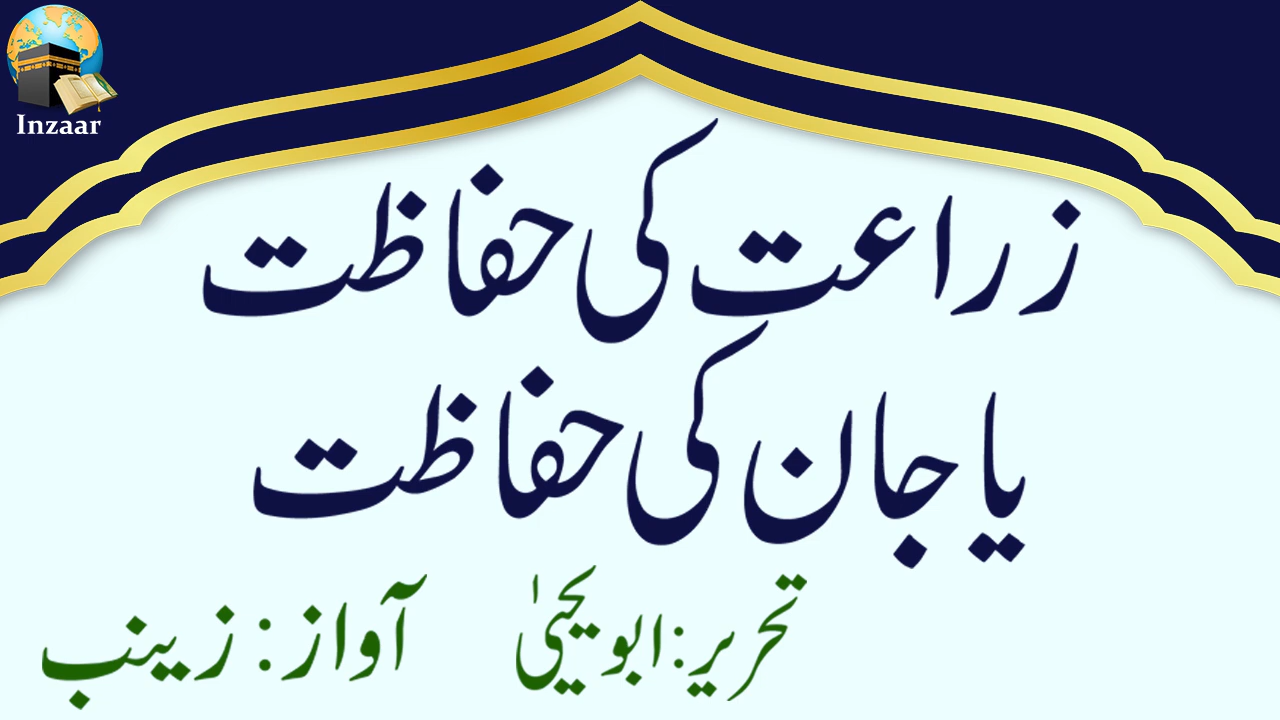 Inzaar
زراعت کی حفاظت
یا جان کی حفاظت
تحریر: ابو یحییٰ آواز: زینب